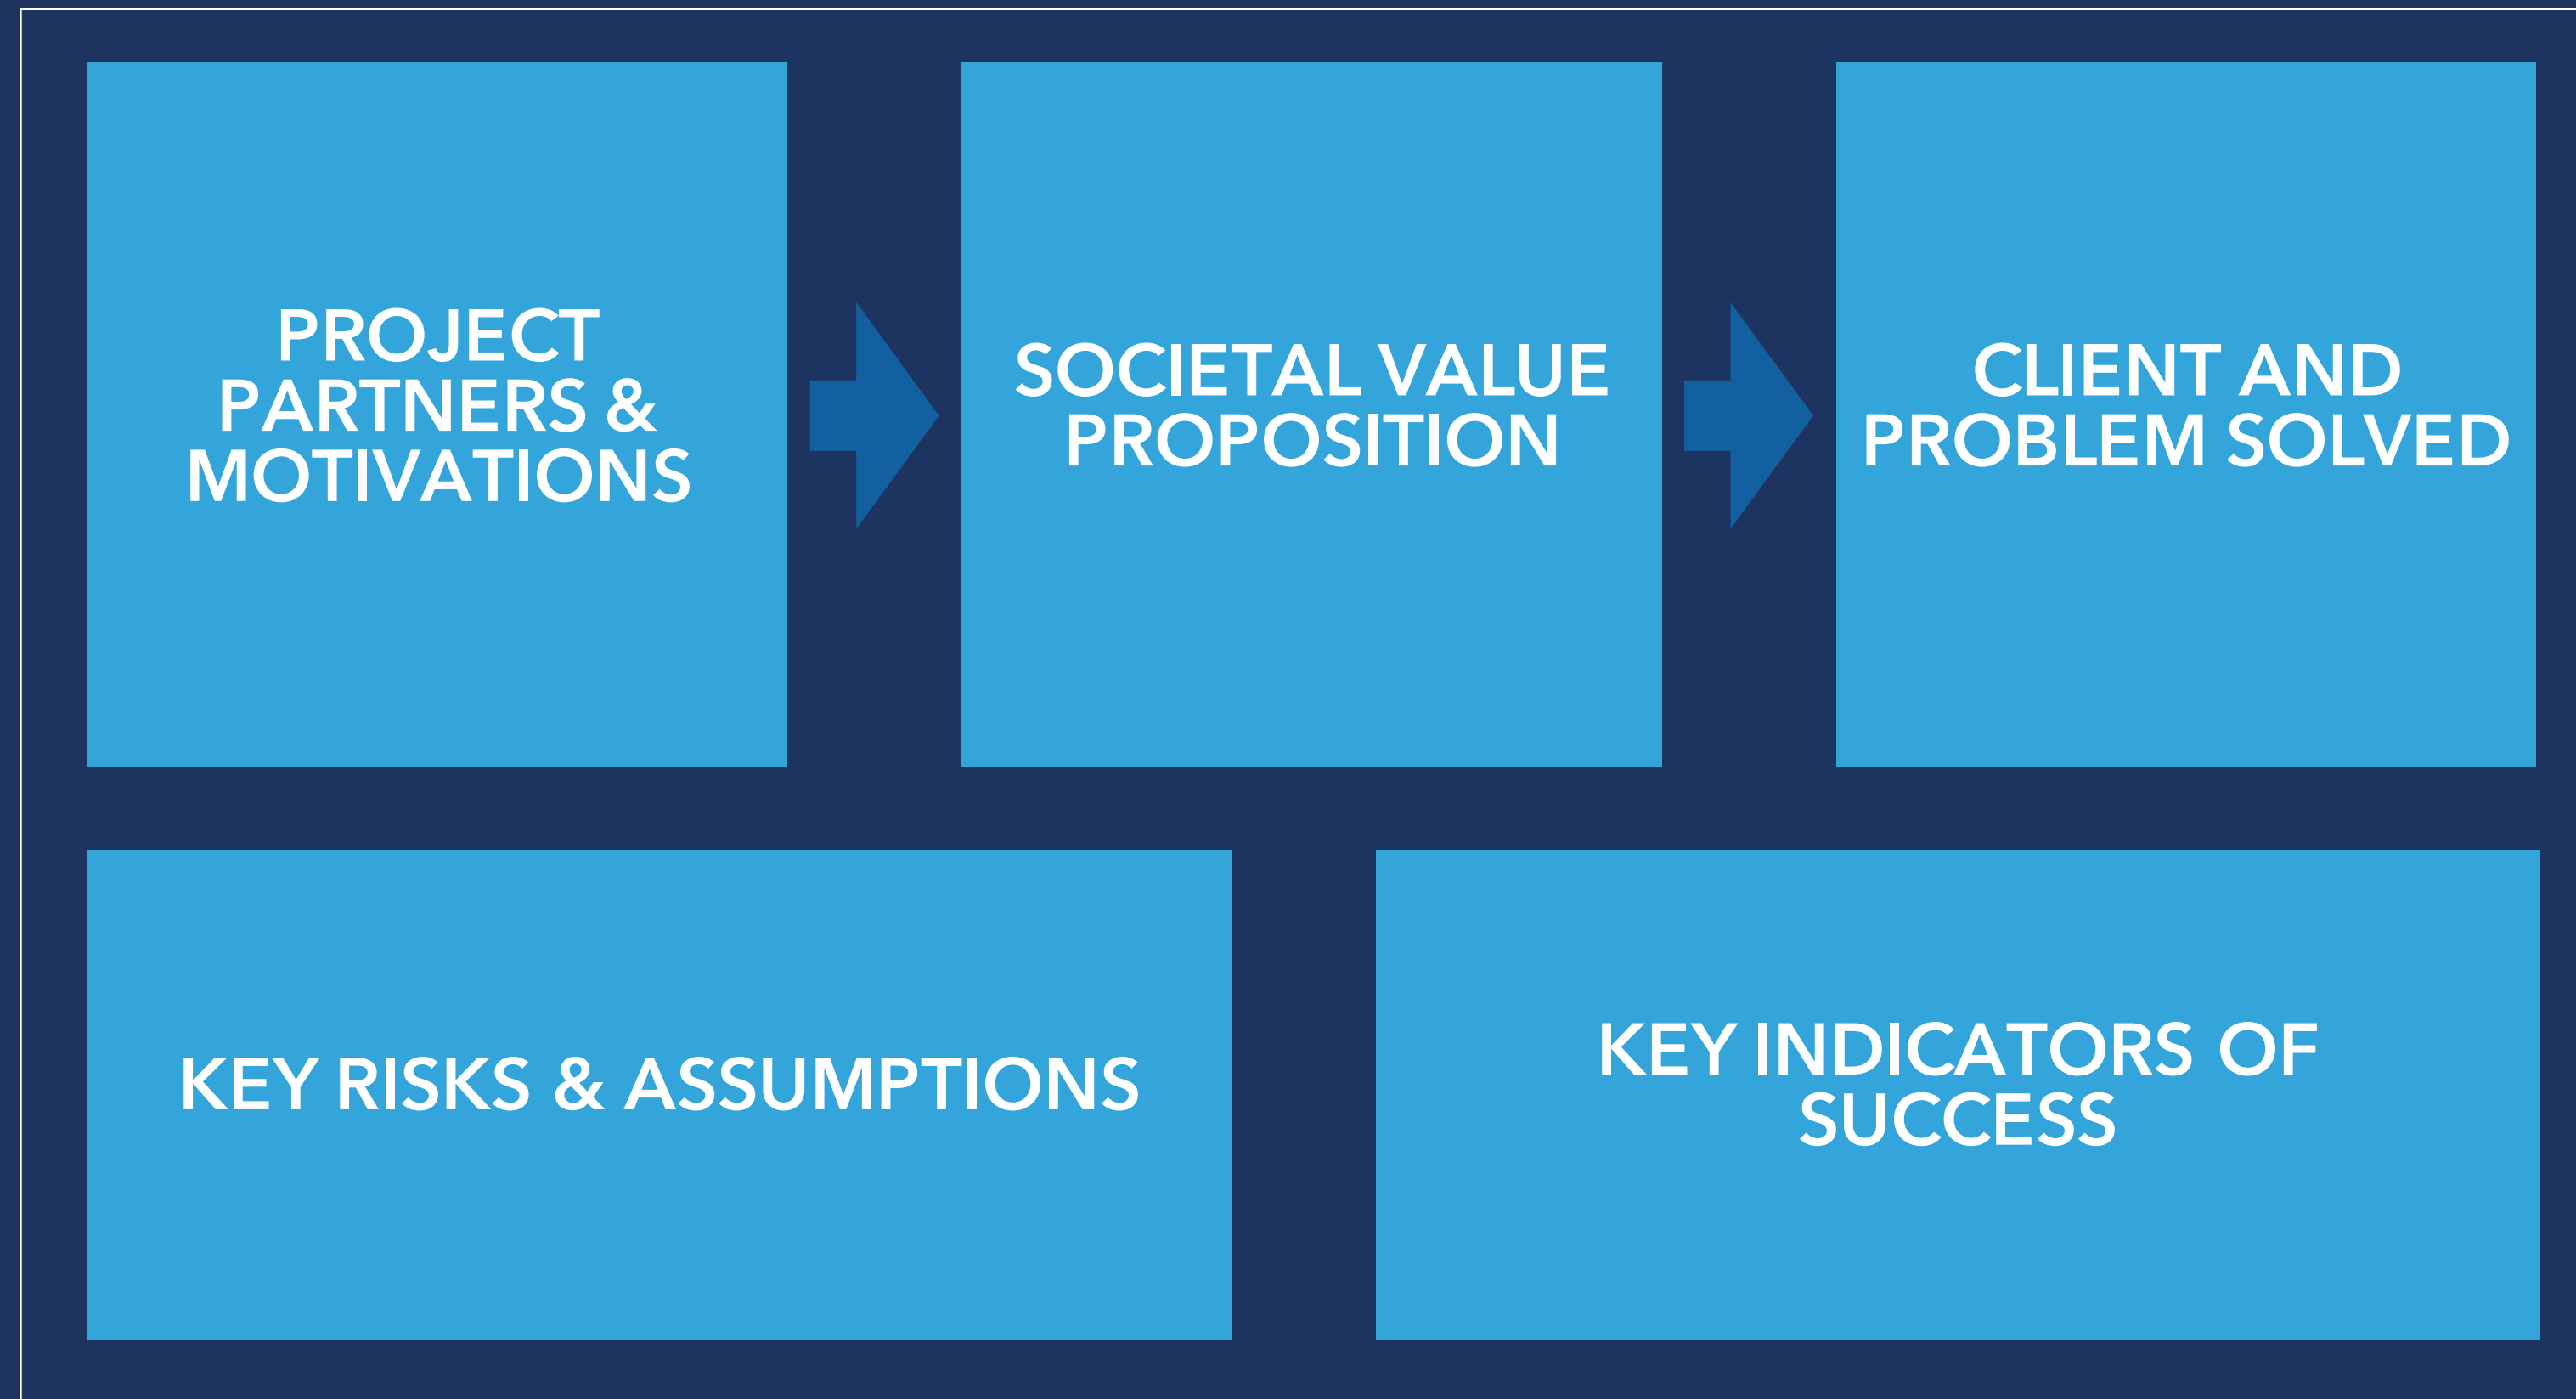 PROJECT
PARTNERS &
MOTIVATIONS
SOCIETAL VALUE
PROPOSITION
CLIENT AND
PROBLEM SOLVED
KEY RISKS & ASSUMPTIONS
KEY INDICATORS OF
SUCCESS